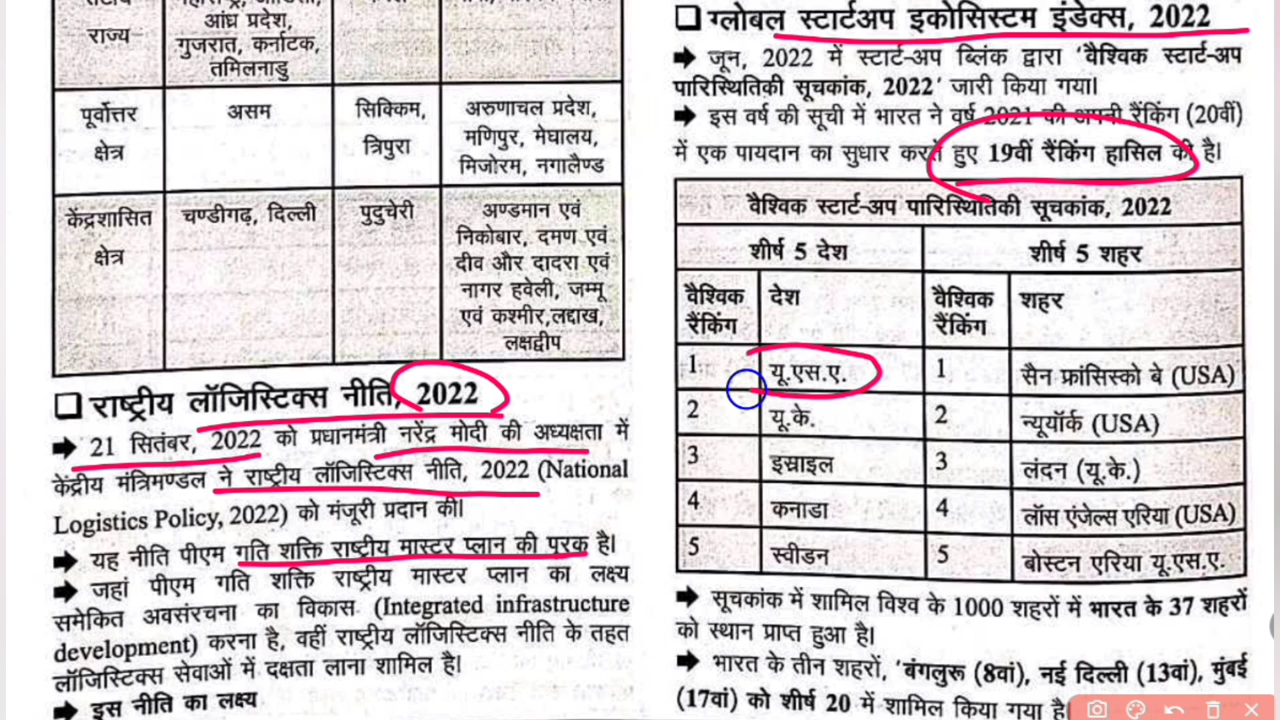 राज्य
आंध्र प्रदेश,
गुजरात, कर्नाटक,
तमिलनाडु
पूर्वोत्तर
क्षेत्र
असम
सिक्किम,
त्रिपुरा
अरुणाचल प्रदेश,
मणिपुर, मेघालय,
मिजोरम, नगालैण्ड
केंद्रशासित
क्षेत्र
चण्डीगढ़, दिल्ली
पुदुचेरी
अण्डमान एवं
निकोबार, दमण एवं
दीव और दादरा एवं
नागर हवेली, जम्मू
एवं कश्मीर,लद्दाख,
लक्षद्वीप
❑ राष्ट्रीय लॉजिस्टिक्स नीति, 2022
➡ 21 सितंबर, 2022 को प्रधानमंत्री नरेंद्र मोदी की अध्यक्षता में
केंद्रीय मंत्रिमण्डल ने राष्ट्रीय लॉजिस्टिक्स नीति, 2022 (National
Logistics Policy, 2022) को मंजूरी प्रदान की।
➡ यह नीति पीएम गति शक्ति राष्ट्रीय मास्टर प्लान की पूरक है।
➡ जहां पीएम गति शक्ति राष्ट्रीय मास्टर प्लान का लक्ष्य
समेकित अवसंरचना का विकास (Integrated infrastructure
development) करना है, वहीं राष्ट्रीय लॉजिस्टिक्स नीति के तहत
लॉजिस्टिक्स सेवाओं में दक्षता लाना शामिल है।
➡ इस नीति का लक्ष्य
❑ ग्लोबल स्टार्टअप इकोसिस्टम इंडेक्स, 2022
➡ जून, 2022 में स्टार्ट-अप ब्लिंक द्वारा 'वैश्विक स्टार्ट-अप
पारिस्थितिकी सूचकांक, 2022' जारी किया गया।
➡ इस वर्ष की सूची में भारत ने वर्ष 2021 की अपनी रैंकिंग (20वीं)
में एक पायदान का सुधार करते हुए 19वीं रैंकिंग हासिल की है।
वैश्विक स्टार्ट-अप पारिस्थितिकी सूचकांक, 2022
शीर्ष 5 देश
शीर्ष 5 शहर
वैश्विक
रैंकिंग
देश
वैश्विक
रैंकिंग
शहर
1 यू.एस.ए. 1 सैन फ्रांसिस्को बे (USA)
2 यू.के. 2 न्यूयॉर्क (USA)
3 इस्राइल 3 लंदन (यू.के.)
4 कनाडा 4 लॉस एंजेल्स एरिया (USA)
5 स्वीडन 5 बोस्टन एरिया यू.एस.ए.
➡ सूचकांक में शामिल विश्व के 1000 शहरों में भारत के 37 शहरों
को स्थान प्राप्त हुआ है।
➡ भारत के तीन शहरों, 'बंगलुरू (8वां), नई दिल्ली (13वां), मुंबई
(17वां) को शीर्ष 20 में शामिल किया गया है